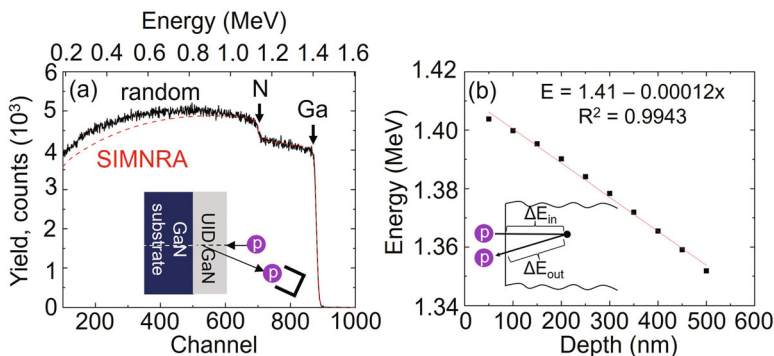 Energy (MeV)
0.2 0.4 0.6 0.8 1.0 1.2 1.4 1.6
(a)
random
N
Ga
SIMNRA
GaN
substrate
UID GaN
p
p
6
5
4
3
2
1
0
Yield, counts (10³)
200 400 600 800 1000
Channel
(b)
E = 1.41 – 0.00012x
R² = 0.9943
ΔEin
p
p
ΔEout
1.42
1.40
1.38
1.36
1.34
Energy (MeV)
0 100 200 300 400 500 600
Depth (nm)